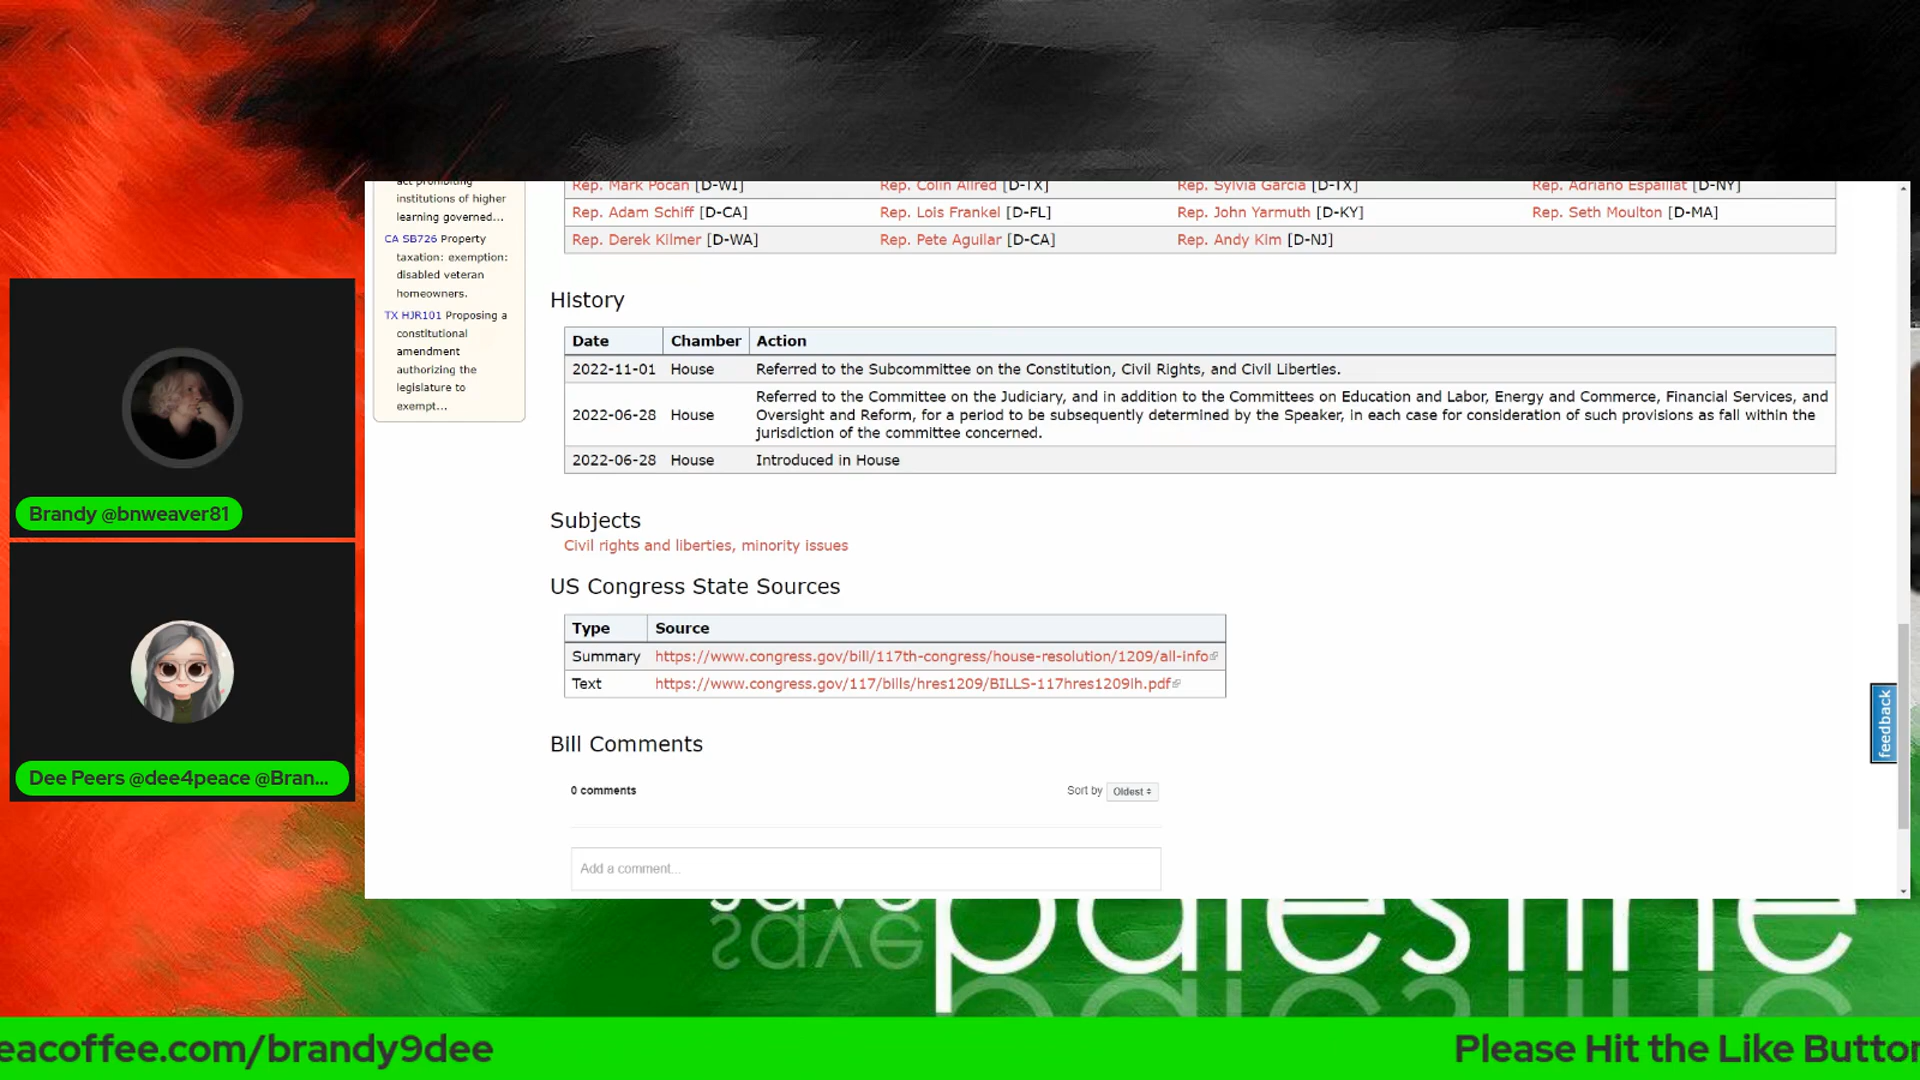 act prohibiting
institutions of higher
learning governed...
CA SB726 Property
taxation: exemption:
disabled veteran
homeowners.
TX HJR101 Proposing a
constitutional
amendment
authorizing the
legislature to
exempt...
Rep. Mark Pocan [D-WI] Rep. Colin Allred [D-TX] Rep. Sylvia Garcia [D-TX] Rep. Adriano Espaillat [D-NY]
Rep. Adam Schiff [D-CA] Rep. Lois Frankel [D-FL] Rep. John Yarmuth [D-KY] Rep. Seth Moulton [D-MA]
Rep. Derek Kilmer [D-WA] Rep. Pete Aguilar [D-CA] Rep. Andy Kim [D-NJ]
History
Date Chamber Action
2022-11-01 House Referred to the Subcommittee on the Constitution, Civil Rights, and Civil Liberties.
Referred to the Committee on the Judiciary, and in addition to the Committees on Education and Labor, Energy and Commerce, Financial Services, and
2022-06-28 House Oversight and Reform, for a period to be subsequently determined by the Speaker, in each case for consideration of such provisions as fall within the
jurisdiction of the committee concerned.
2022-06-28 House Introduced in House
Subjects
Civil rights and liberties, minority issues
US Congress State Sources
Type Source
Summary https://www.congress.gov/bill/117th-congress/house-resolution/1209/all-info
Text https://www.congress.gov/117/bills/hres1209/BILLS-117hres1209ih.pdf
Bill Comments
0 comments Sort by Oldest
Add a comment...
feedback
Brandy @bnweaver81
Dee Peers @dee4peace @Bran...
save palestine
eacoffee.com/brandy9dee Please Hit the Like Button